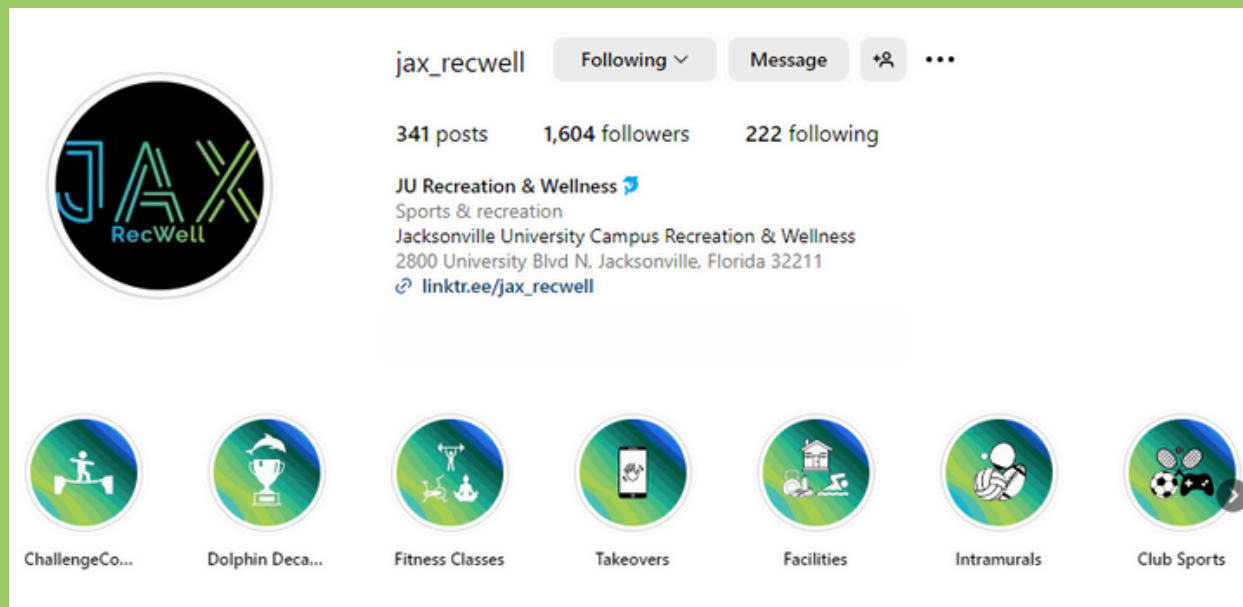 jax_recwell Following Message
341 posts 1,604 followers 222 following
JAX
RecWell
JU Recreation & Wellness
Sports & recreation
Jacksonville University Campus Recreation & Wellness
2800 University Blvd N, Jacksonville, Florida 32211
linktr.ee/jax_recwell
ChallengeCo... Dolphin Deca... Fitness Classes Takeovers Facilities Intramurals Club Sports